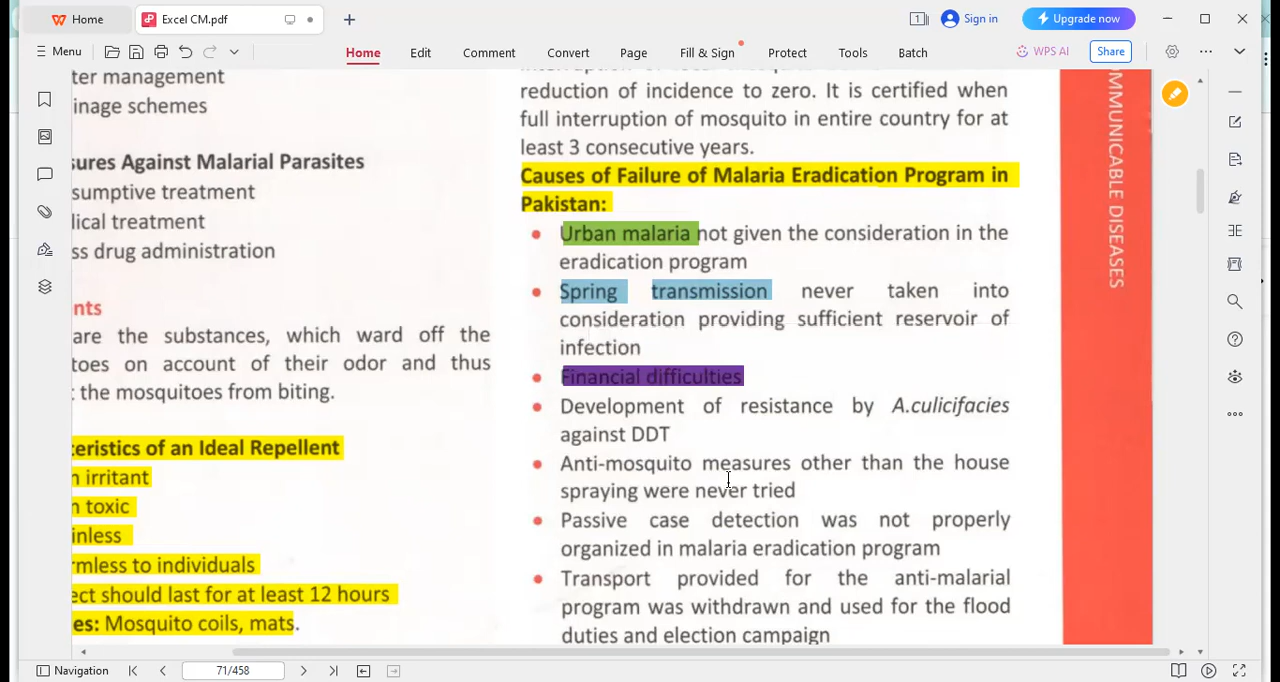 Home
Excel CM.pdf
Sign in
Upgrade now
Menu
Home
Edit
Comment
Convert
Page
Fill & Sign
Protect
Tools
Batch
WPS AI
Share
ter management
inage schemes
sures Against Malarial Parasites
sumptive treatment
lical treatment
ss drug administration
nts
are the substances, which ward off the
toes on account of their odor and thus
t the mosquitoes from biting.
teristics of an Ideal Repellent
n irritant
n toxic
inless
rmless to individuals
ect should last for at least 12 hours
es: Mosquito coils, mats.
reduction of incidence to zero. It is certified when
full interruption of mosquito in entire country for at
least 3 consecutive years.
Causes of Failure of Malaria Eradication Program in
Pakistan:
• Urban malaria not given the consideration in the
eradication program
• Spring transmission never taken into
consideration providing sufficient reservoir of
infection
• Financial difficulties
• Development of resistance by A.culicifacies
against DDT
• Anti-mosquito measures other than the house
spraying were never tried
• Passive case detection was not properly
organized in malaria eradication program
• Transport provided for the anti-malarial
program was withdrawn and used for the flood
duties and election campaign
OMMUNICABLE DISEASES
Navigation
71/458